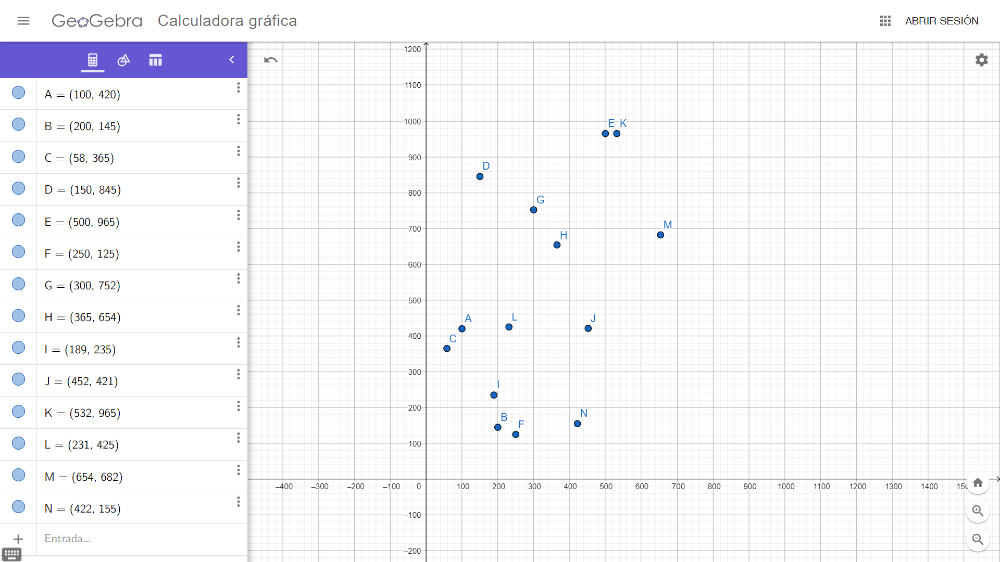 GeoGebra Calculadora gráfica ABRIR SESIÓN
A = (100, 420)
B = (200, 145)
C = (58, 365)
D = (150, 845)
E = (500, 965)
F = (250, 125)
G = (300, 752)
H = (365, 654)
I = (189, 235)
J = (452, 421)
K = (532, 965)
L = (231, 425)
M = (654, 682)
N = (422, 155)
Entrada...
1200
1100
1000
900
800
700
600
500
400
300
200
100
–400 –300 –200 –100 0 100 200 300 400 500 600 700 800 900 1000 1100 1200 1300 1400
–100
–200
E K
D
G
M
H
L
A
J
C
I
N
B
F